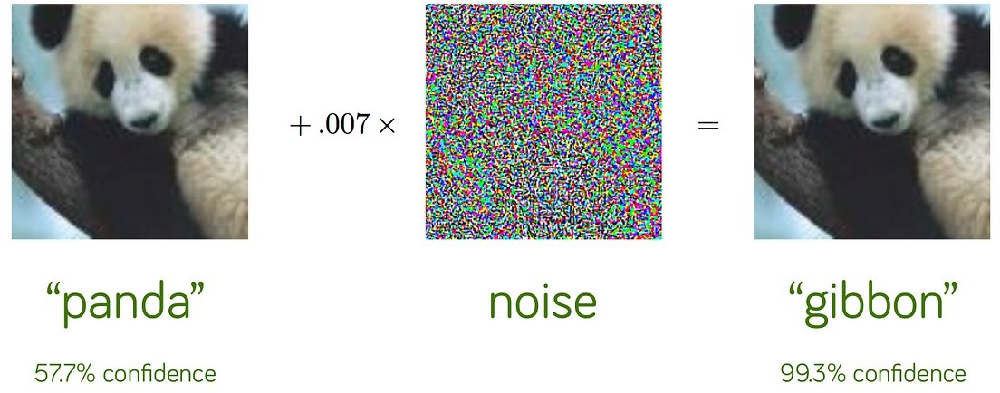 + .007 ×
=
“panda”
noise
“gibbon”
57.7% confidence
99.3% confidence